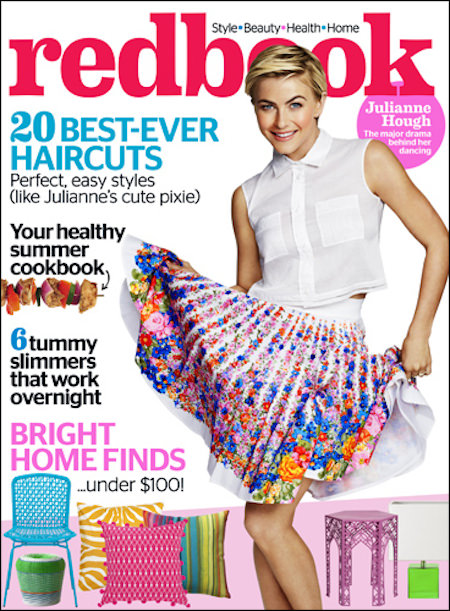 Style•Beauty•Health•Home
redbook
Julianne
Hough
The major drama
behind her
dancing
20 BEST-EVER
HAIRCUTS
Perfect, easy styles
(like Julianne's cute pixie)
Your healthy
summer
cookbook
6 tummy
slimmers
that work
overnight
BRIGHT
HOME FINDS
...under $100!